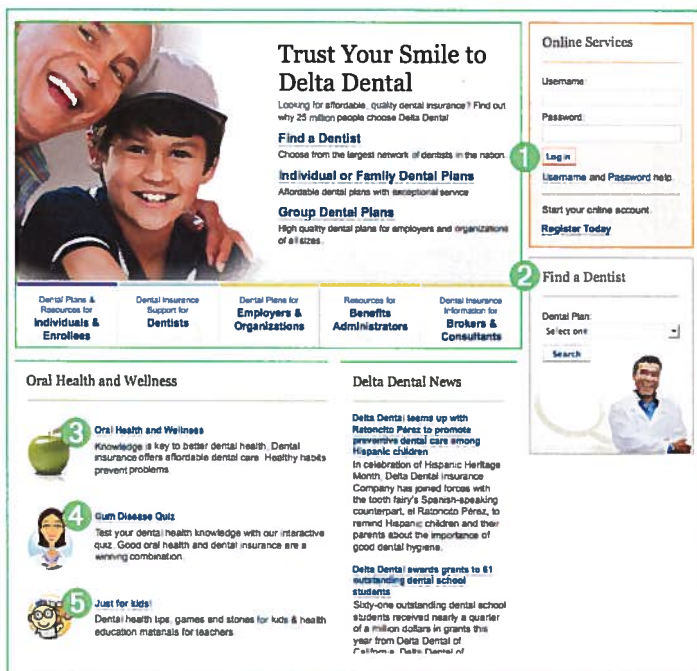 Trust Your Smile to
Delta Dental
Looking for affordable, quality dental insurance? Find out
why 25 million people choose Delta Dental
Find a Dentist
Choose from the largest network of dentists in the nation.
Individual or Family Dental Plans
Affordable dental plans with exceptional service
Group Dental Plans
High quality dental plans for employers and organizations
of all sizes.
Dental Plans &
Resources for
Individuals &
Enrollees
Dental Insurance
Support for
Dentists
Dental Plans for
Employers &
Organizations
Resources for
Benefits
Administrators
Dental Insurance
Information for
Brokers &
Consultants
Online Services
Username:
Password:
1
Log in
Username and Password help.
Start your online account.
Register Today
2
Find a Dentist
Dental Plan:
Select one
Search
Oral Health and Wellness
3
Oral Health and Wellness
Knowledge is key to better dental health. Dental
insurance offers affordable dental care. Healthy habits
prevent problems.
4
Gum Disease Quiz
Test your dental health knowledge with our interactive
quiz. Good oral health and dental insurance are a
winning combination.
5
Just for kids!
Dental health tips, games and stories for kids & health
education materials for teachers.
Delta Dental News
Delta Dental teams up with
Ratoncito Pérez to promote
preventive dental care among
Hispanic children
In celebration of Hispanic Heritage
Month, Delta Dental Insurance
Company has joined forces with
the tooth fairy's Spanish-speaking
counterpart, el Ratoncito Pérez, to
remind Hispanic children and their
parents about the importance of
good dental hygiene.
Delta Dental awards grants to 61
outstanding dental school
students
Sixty-one outstanding dental school
students received nearly a quarter
of a million dollars in grants this
year from Delta Dental of
California, Delta Dental of